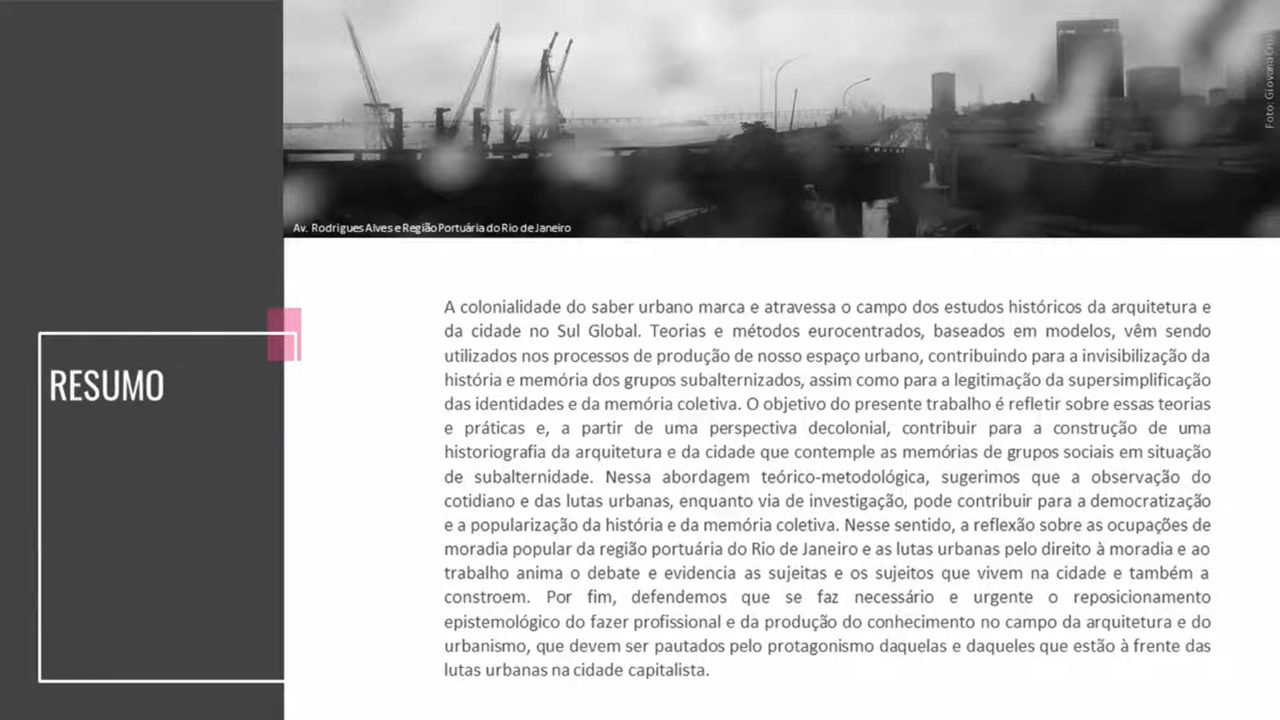 Foto: Giovana Cruz
Av. Rodrigues Alves e Região Portuária do Rio de Janeiro
RESUMO
A colonialidade do saber urbano marca e atravessa o campo dos estudos históricos da arquitetura e
da cidade no Sul Global. Teorias e métodos eurocentrados, baseados em modelos, vêm sendo
utilizados nos processos de produção de nosso espaço urbano, contribuindo para a invisibilização da
história e memória dos grupos subalternizados, assim como para a legitimação da supersimplificação
das identidades e da memória coletiva. O objetivo do presente trabalho é refletir sobre essas teorias
e práticas e, a partir de uma perspectiva decolonial, contribuir para a construção de uma
historiografia da arquitetura e da cidade que contemple as memórias de grupos sociais em situação
de subalternidade. Nessa abordagem teórico-metodológica, sugerimos que a observação do
cotidiano e das lutas urbanas, enquanto via de investigação, pode contribuir para a democratização
e a popularização da história e da memória coletiva. Nesse sentido, a reflexão sobre as ocupações de
moradia popular da região portuária do Rio de Janeiro e as lutas urbanas pelo direito à moradia e ao
trabalho anima o debate e evidencia as sujeitas e os sujeitos que vivem na cidade e também a
constroem. Por fim, defendemos que se faz necessário e urgente o reposicionamento
epistemológico do fazer profissional e da produção do conhecimento no campo da arquitetura e do
urbanismo, que devem ser pautados pelo protagonismo daquelas e daqueles que estão à frente das
lutas urbanas na cidade capitalista.